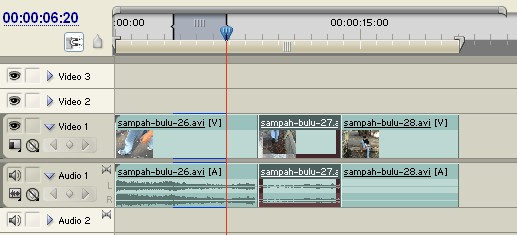 00:00:06:20
:00:00
00:00:15:00
Video 3
Video 2
Video 1
sampah-bulu-26.avi [V]
sampah-bulu-27.a
sampah-bulu-28.avi [V]
Audio 1
L
R
sampah-bulu-26.avi [A]
sampah-bulu-27.a
sampah-bulu-28.avi [A]
Audio 2